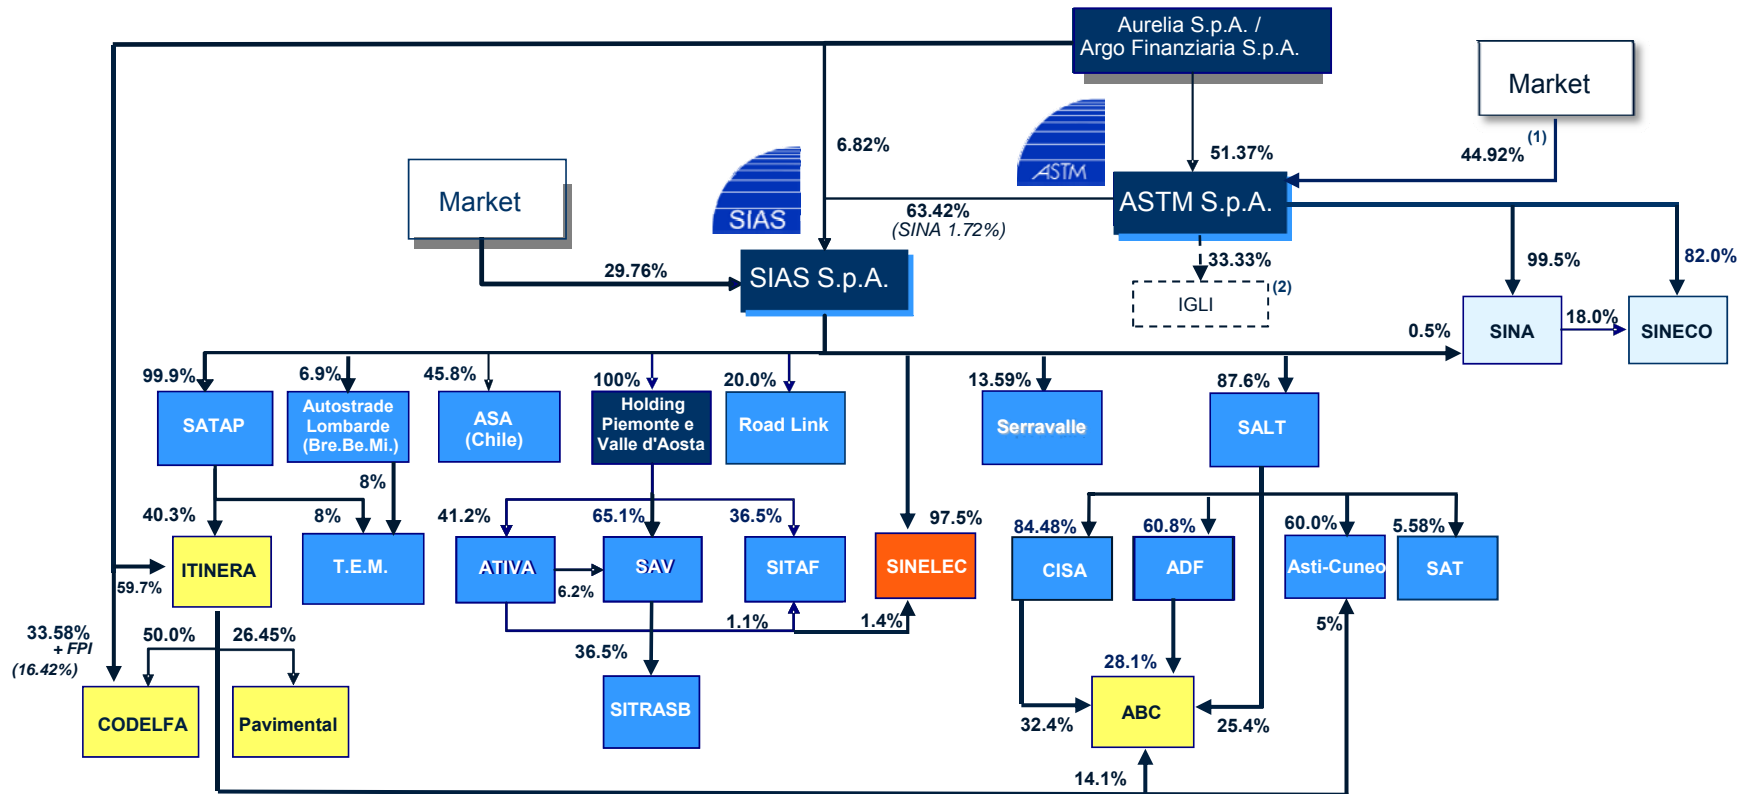 Aurelia S.p.A. /
Argo Finanziaria S.p.A.
Market
(1)
6.82%
51.37%
44.92%
ASTM
Market
SIAS
ASTM S.p.A.
63.42%
(SINA 1.72%)
29.76%
SIAS S.p.A.
33.33%
99.5%
82.0%
IGLI
(2)
0.5%
SINA
18.0%
SINECO
99.9%
6.9%
45.8%
100%
20.0%
13.59%
87.6%
SATAP
Autostrade
Lombarde
(Bre.Be.Mi.)
ASA
(Chile)
Holding
Piemonte e
Valle d'Aosta
Road Link
Serravalle
SALT
8%
40.3%
8%
41.2%
65.1%
36.5%
97.5%
84.48%
60.8%
60.0%
5.58%
ITINERA
T.E.M.
ATIVA
SAV
SITAF
SINELEC
CISA
ADF
Asti-Cuneo
SAT
59.7%
6.2%
1.1%
1.4%
5%
33.58%
+ FPI
(16.42%)
50.0%
26.45%
36.5%
28.1%
CODELFA
Pavimental
SITRASB
ABC
32.4%
25.4%
14.1%